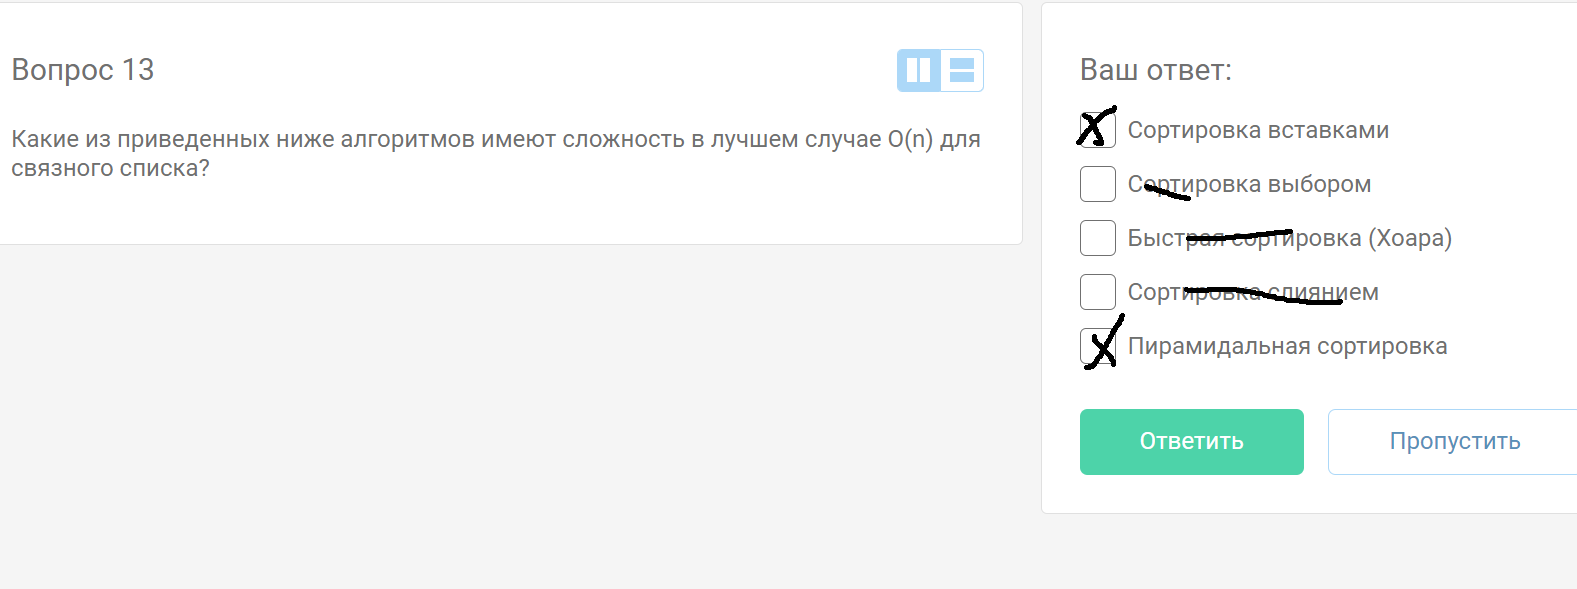 Вопрос 13
Какие из приведенных ниже алгоритмов имеют сложность в лучшем случае O(n) для
связного списка?
Ваш ответ:
Сортировка вставками
Сортировка выбором
Быстрая сортировка (Хоара)
Сортировка слиянием
Пирамидальная сортировка
Ответить
Пропустить